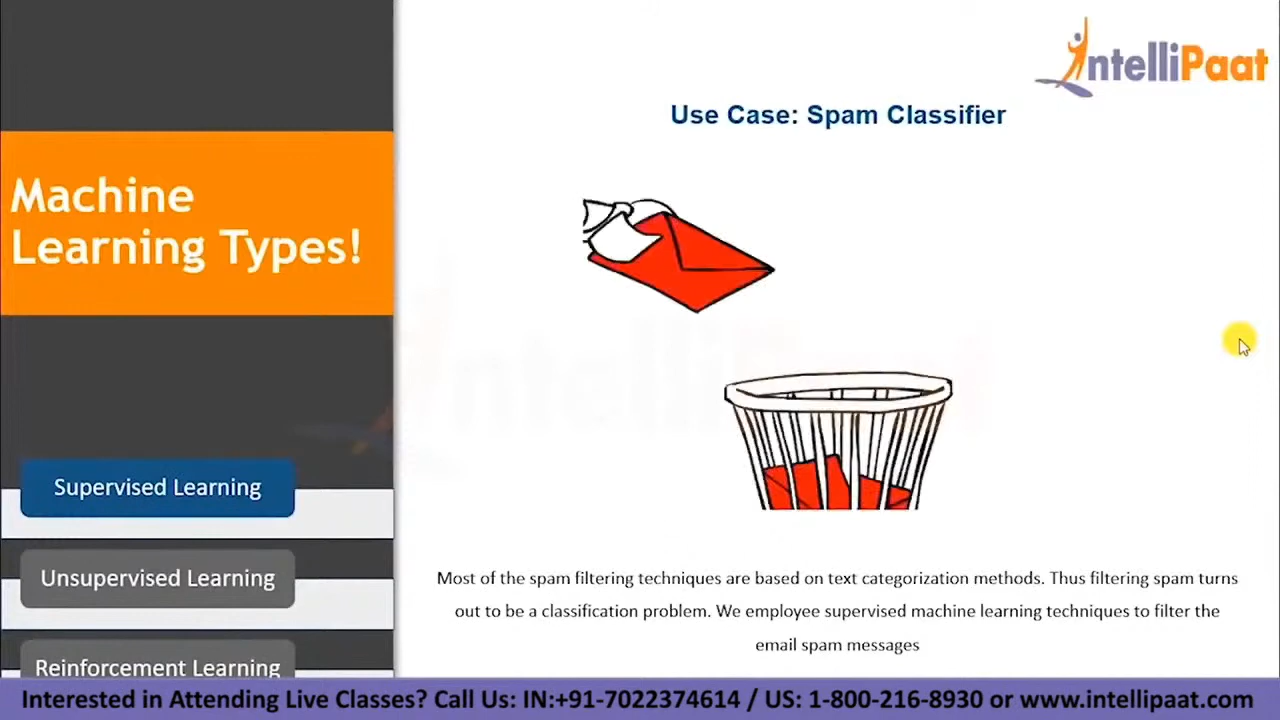 IntelliPaat
Use Case: Spam Classifier
Machine
Learning Types!
IntelliPaat
Supervised Learning
Unsupervised Learning
Reinforcement Learning
Most of the spam filtering techniques are based on text categorization methods. Thus filtering spam turns
out to be a classification problem. We employee supervised machine learning techniques to filter the
email spam messages
Interested in Attending Live Classes? Call Us: IN:+91-7022374614 / US: 1-800-216-8930 or www.intellipaat.com